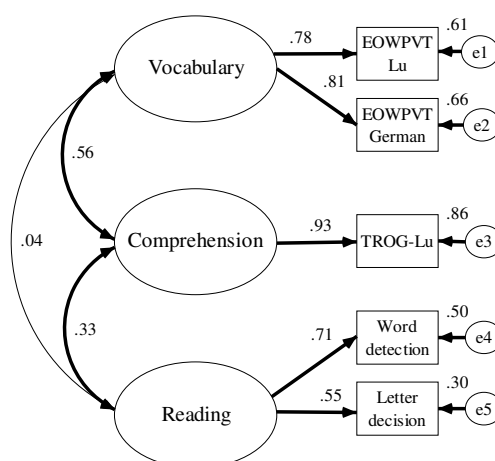 .61
.78
EOWPVT
Lu
e1
Vocabulary
.81
.66
EOWPVT
German
e2
.56
.86
.93
Comprehension
TROG-Lu
e3
.04
.50
.33
.71
Word
detection
e4
.30
.55
Reading
Letter
decision
e5